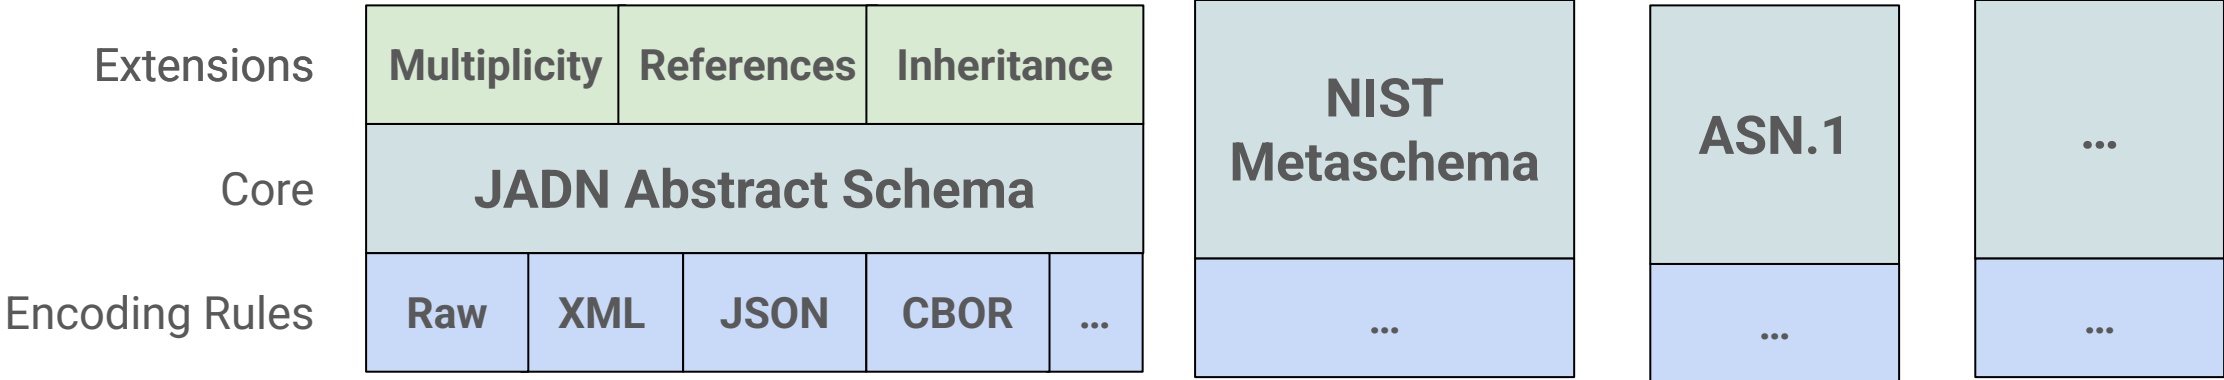 Extensions
Multiplicity
References
Inheritance
Core
JADN Abstract Schema
Encoding Rules
Raw
XML
JSON
CBOR
...
NIST
Metaschema
...
ASN.1
...
...
...